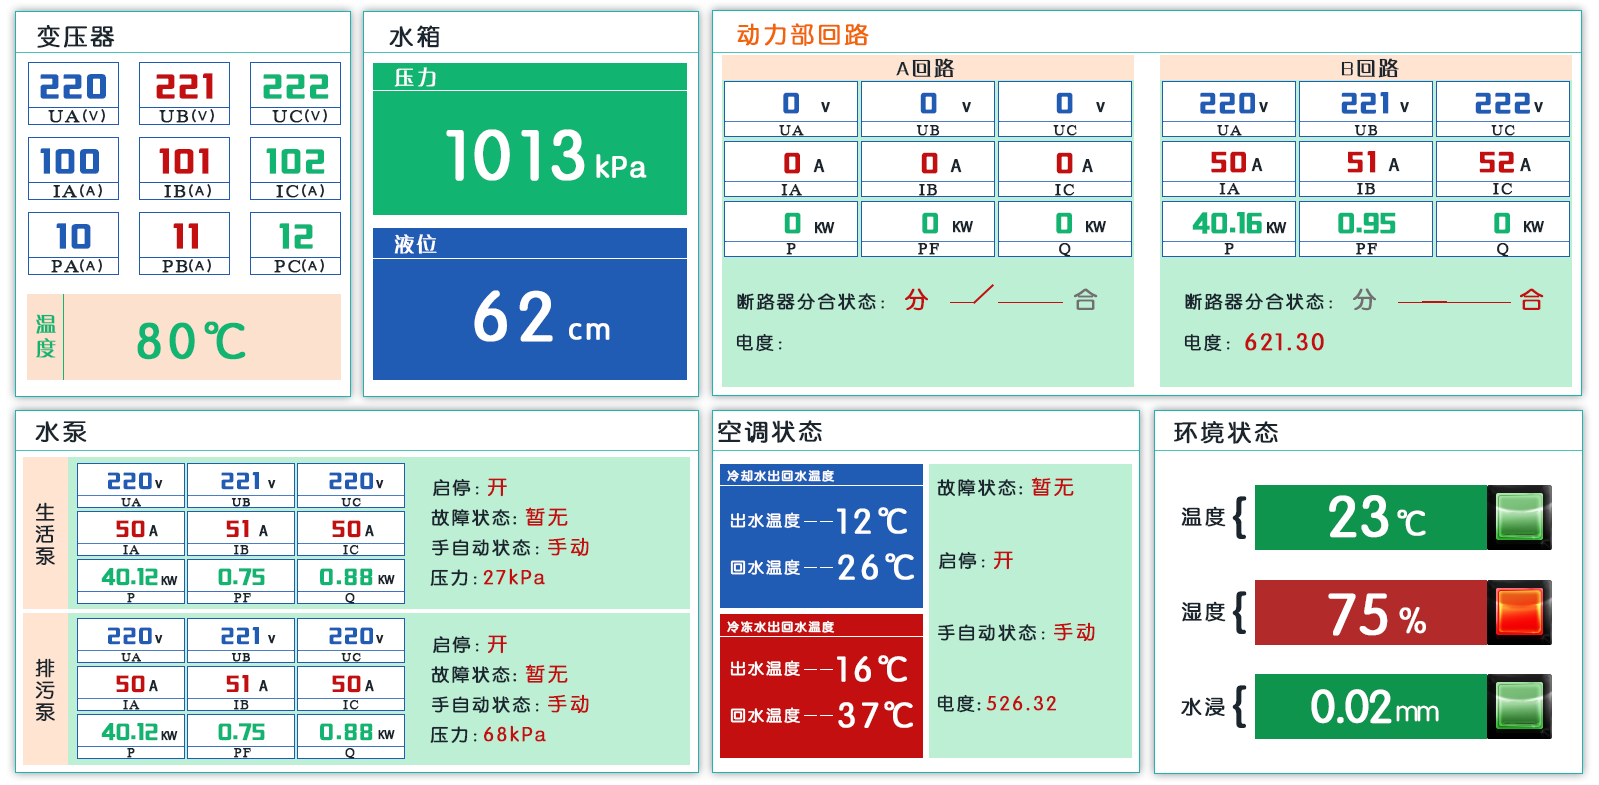 变压器
220 221 222
UA(V) UB(V) UC(V)
100 101 102
IA(A) IB(A) IC(A)
10 11 12
PA(A) PB(A) PC(A)
温度
80℃
水箱
压力
1013 kPa
液位
62 cm
动力部回路
A回路
0 V 0 V 0 V
UA UB UC
0 A 0 A 0 A
IA IB IC
0 KW 0 KW 0 KW
P PF Q
断路器分合状态: 分 合
电度:
B回路
220V 221 V 222V
UA UB UC
50 A 51 A 52 A
IA IB IC
40.16 KW 0.95 0 KW
P PF Q
断路器分合状态: 分 合
电度: 621.30
水泵
生活泵
220V 221 V 220V
UA UB UC
50 A 51 A 50 A
IA IB IC
40.12 KW 0.75 0.88 KW
P PF Q
启停: 开
故障状态: 暂无
手自动状态: 手动
压力: 27kPa
排污泵
220V 221 V 220V
UA UB UC
50 A 51 A 50 A
IA IB IC
40.12 KW 0.75 0.88 KW
P PF Q
启停: 开
故障状态: 暂无
手自动状态: 手动
压力: 68kPa
空调状态
冷却水出回水温度
出水温度——12℃
回水温度——26℃
冷冻水出回水温度
出水温度——16℃
回水温度——37℃
故障状态: 暂无
启停: 开
手自动状态: 手动
电度: 526.32
环境状态
温度{ 23℃
湿度{ 75 %
水浸{ 0.02mm